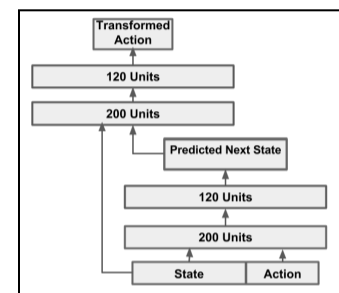 Transformed
Action
120 Units
200 Units
Predicted Next State
120 Units
200 Units
State
Action